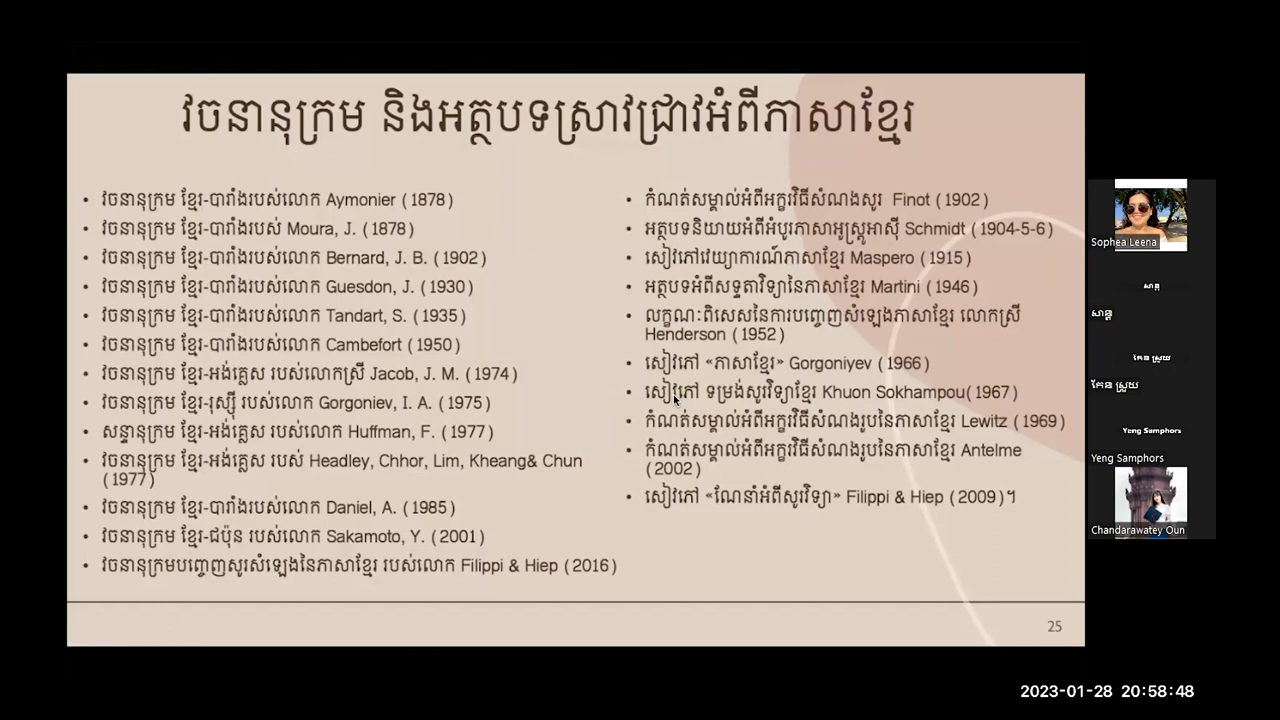 វចនានុក្រម និងអត្ថបទស្រាវជ្រាវអំពីភាសាខ្មែរ
• វចនានុក្រម ខ្មែរ-បារាំងរបស់លោក Aymonier (1878)
• វចនានុក្រម ខ្មែរ-បារាំងរបស់ Moura, J. (1878)
• វចនានុក្រម ខ្មែរ-បារាំងរបស់លោក Bernard, J. B. (1902)
• វចនានុក្រម ខ្មែរ-បារាំងរបស់លោក Guesdon, J. (1930)
• វចនានុក្រម ខ្មែរ-បារាំងរបស់លោក Tandart, S. (1935)
• វចនានុក្រម ខ្មែរ-បារាំងរបស់លោក Cambefort (1950)
• វចនានុក្រម ខ្មែរ-អង់គ្លេស របស់លោកស្រី Jacob, J. M. (1974)
• វចនានុក្រម ខ្មែរ-រុស្ស៊ី របស់លោក Gorgoniev, I. A. (1975)
• សន្ទានុក្រម ខ្មែរ-អង់គ្លេស របស់លោក Huffman, F. (1977)
• វចនានុក្រម ខ្មែរ-អង់គ្លេស របស់ Headley, Chhor, Lim, Kheang& Chun
(1977)
• វចនានុក្រម ខ្មែរ-បារាំងរបស់លោក Daniel, A. (1985)
• វចនានុក្រម ខ្មែរ-ជប៉ុន របស់លោក Sakamoto, Y. (2001)
• វចនានុក្រមបញ្ចេញសូរសំឡេងនៃភាសាខ្មែរ របស់លោក Filippi & Hiep (2016)
• កំណត់សម្គាល់អំពីអក្ខរវិធីសំណងសូរ Finot (1902)
• អត្ថបទនិយាយអំពីអំបូរភាសាអូស្ត្រូអាស៊ី Schmidt (1904-5-6)
• សៀវភៅវេយ្យាការណ៍ភាសាខ្មែរ Maspero (1915)
• អត្ថបទអំពីសទ្ទតាវិទ្យានៃភាសាខ្មែរ Martini (1946)
• លក្ខណៈពិសេសនៃការបញ្ចេញសំឡេងភាសាខ្មែរ លោកស្រី
Henderson (1952)
• សៀវភៅ «ភាសាខ្មែរ» Gorgoniyev (1966)
• សៀវភៅ ទម្រង់សូរវិទ្យាខ្មែរ Khuon Sokhampou(1967)
• កំណត់សម្គាល់អំពីអក្ខរវិធីសំណងរូបនៃភាសាខ្មែរ Lewitz (1969)
• កំណត់សម្គាល់អំពីអក្ខរវិធីសំណងរូបនៃភាសាខ្មែរ Antelme
(2002)
• សៀវភៅ «ណែនាំអំពីសូរវិទ្យា» Filippi & Hiep (2009)។
25
Sophea Leena
សាត្ត
សាន្ត
កែន ស្រួយ
កែន ស្រួយ
Yeng Samphors
Yeng Samphors
Chandarawatey Oun
2023-01-28 20:58:48